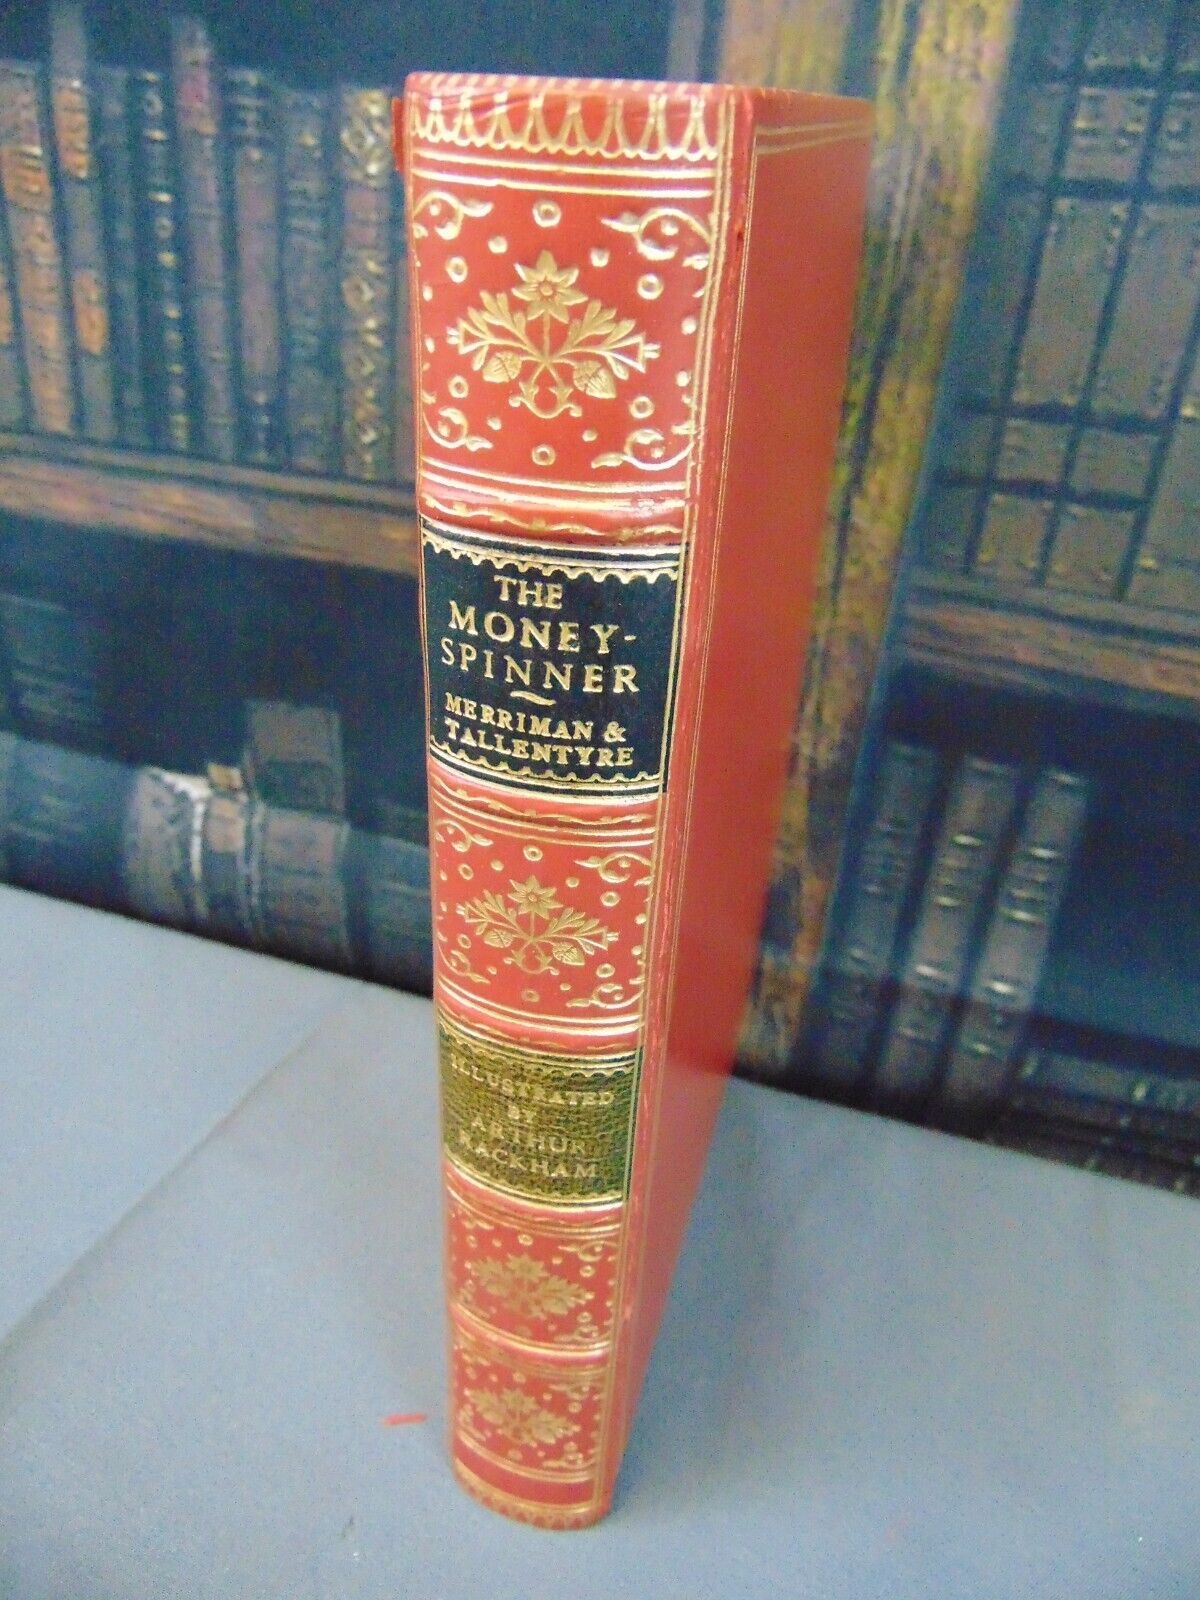 THE
MONEY-
SPINNER
MERRIMAN &
TALLENTYRE
ILLUSTRATED
BY
ARTHUR
RACKHAM